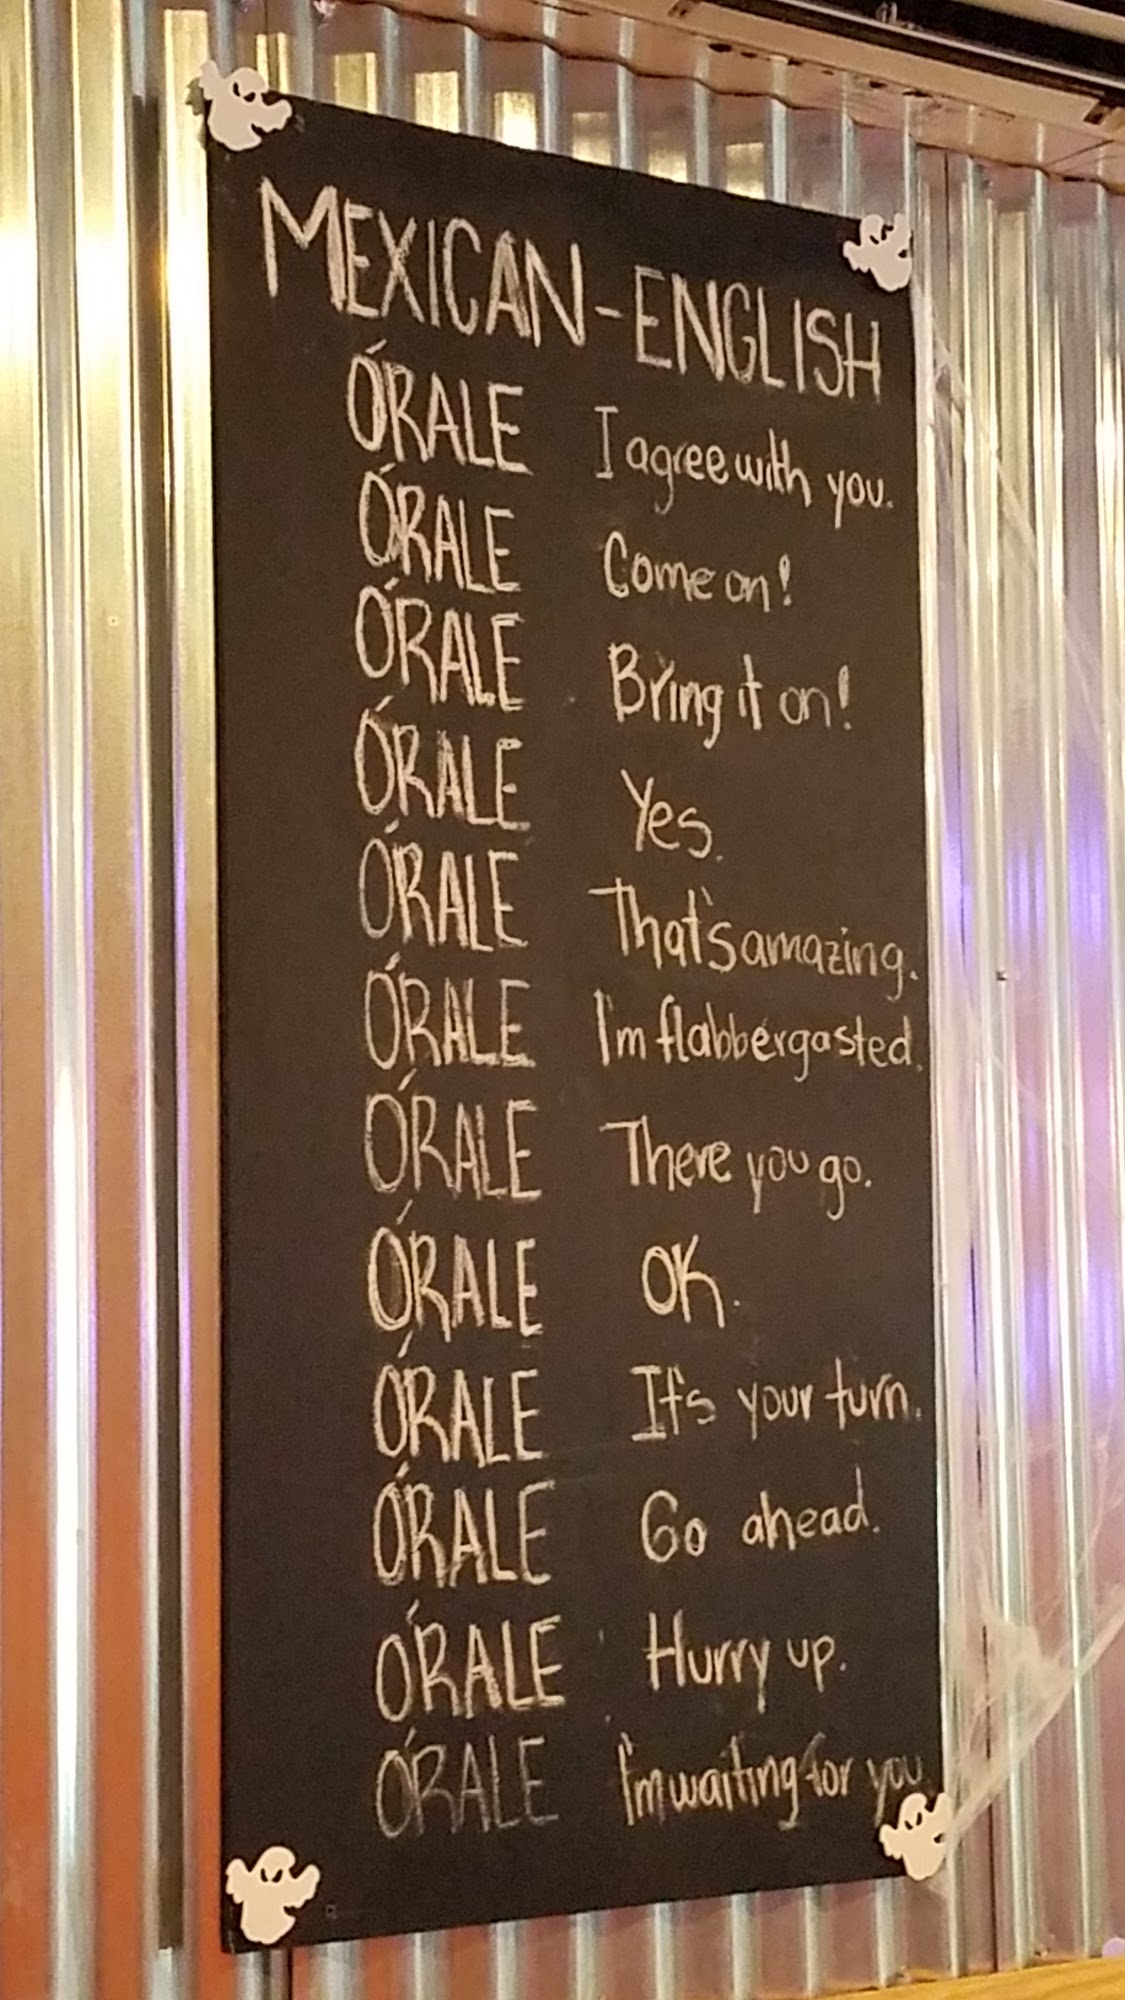 MEXICAN-ENGLISH
ÓRALE I agree with you.
ÓRALE Come on!
ÓRALE Bring it on!
ÓRALE Yes.
ÓRALE That's amazing.
ÓRALE I'm flabbergasted.
ÓRALE There you go.
ÓRALE OK.
ÓRALE It's your turn.
ÓRALE Go ahead.
ÓRALE Hurry up.
ÓRALE I'm waiting for you.